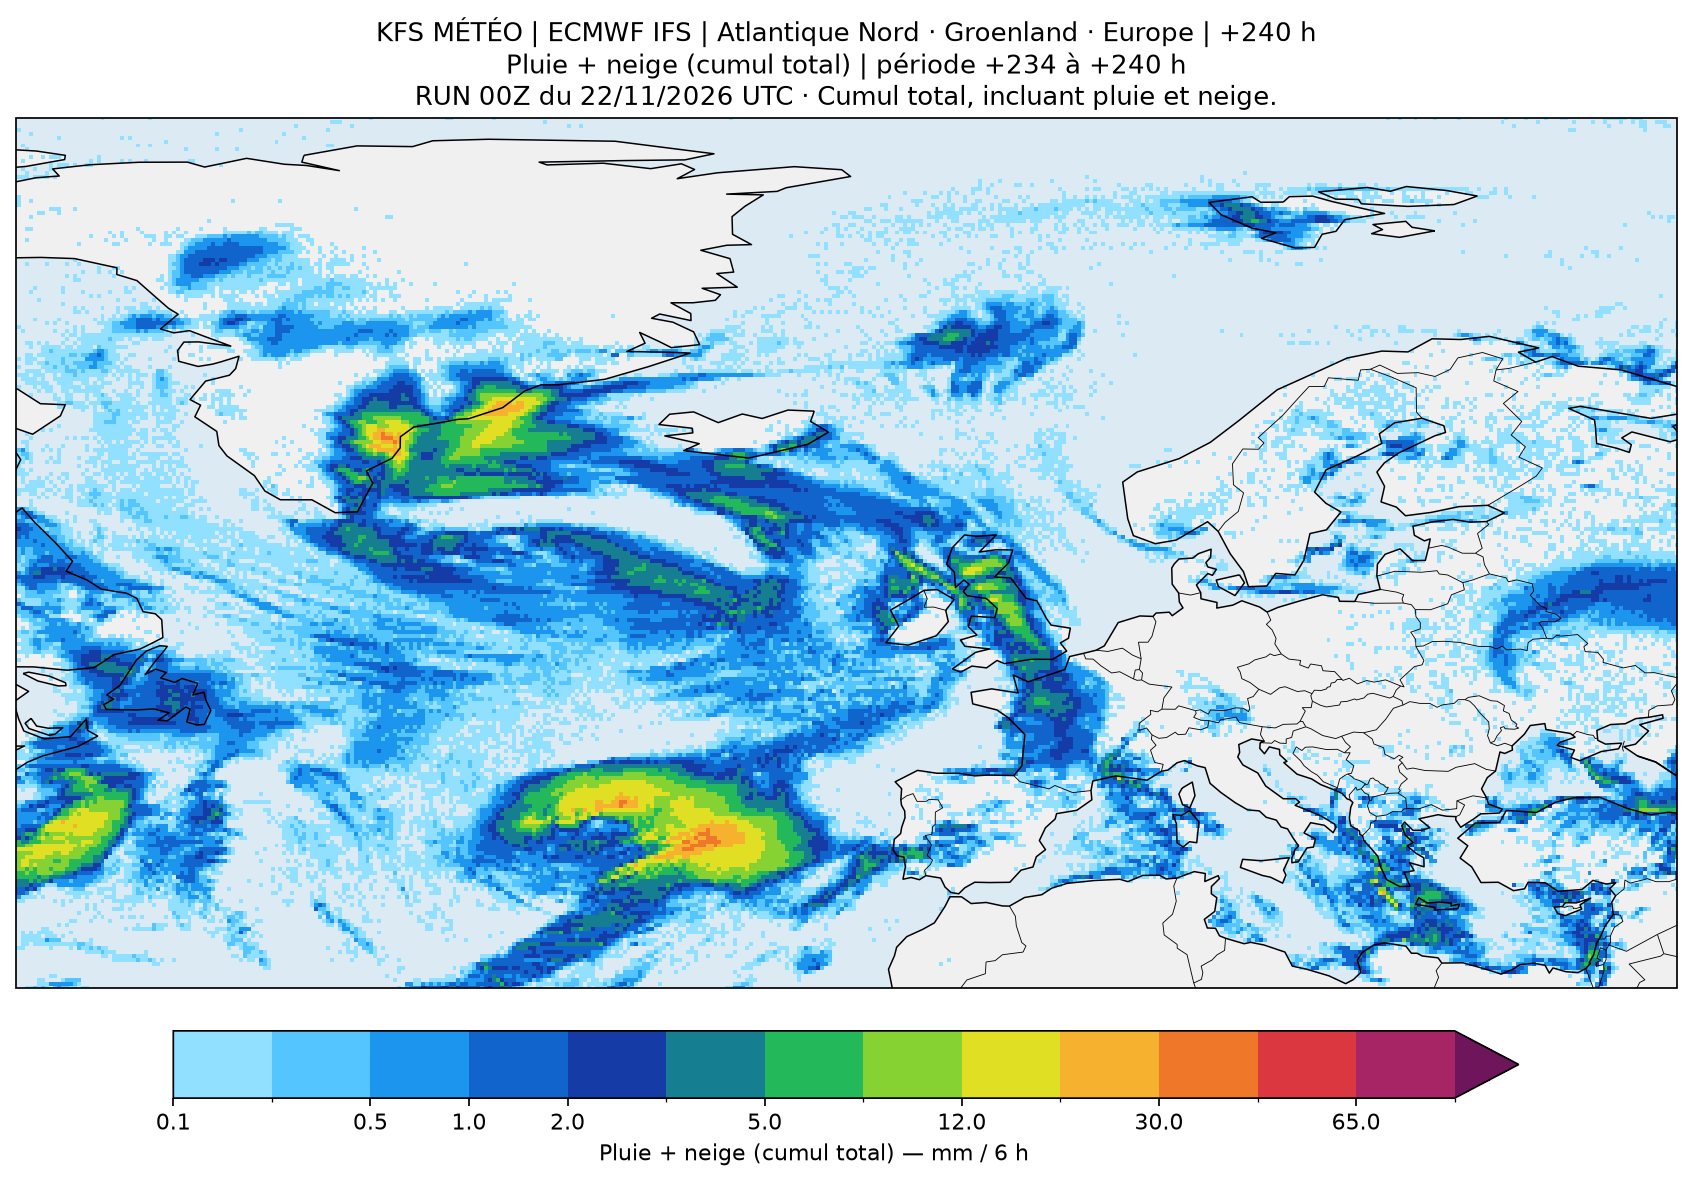 KFS MÉTÉO | ECMWF IFS | Atlantique Nord · Groenland · Europe | +240 h
Pluie + neige (cumul total) | période +234 à +240 h
RUN 00Z du 22/11/2026 UTC · Cumul total, incluant pluie et neige.
0.1 0.5 1.0 2.0 5.0 12.0 30.0 65.0
Pluie + neige (cumul total) — mm / 6 h